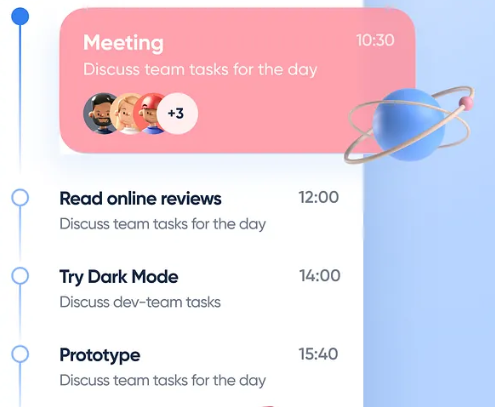 Meeting 10:30
Discuss team tasks for the day
+3
Read online reviews 12:00
Discuss team tasks for the day
Try Dark Mode 14:00
Discuss dev-team tasks
Prototype 15:40
Discuss team tasks for the day